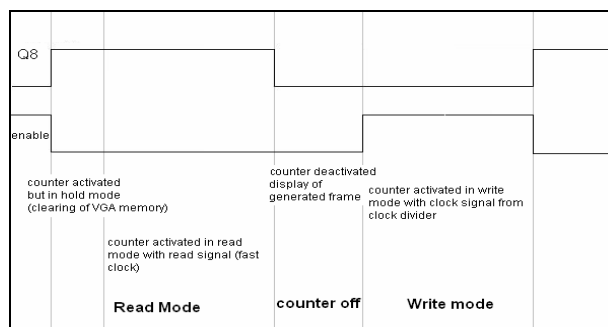 Q8
enable
counter activated
but in hold mode
(clearing of VGA memory)
counter activated in read
mode with read signal (fast
clock)
counter deactivated
display of
generated frame
counter activated in write
mode with clock signal from
clock divider
Read Mode
counter off
Write mode